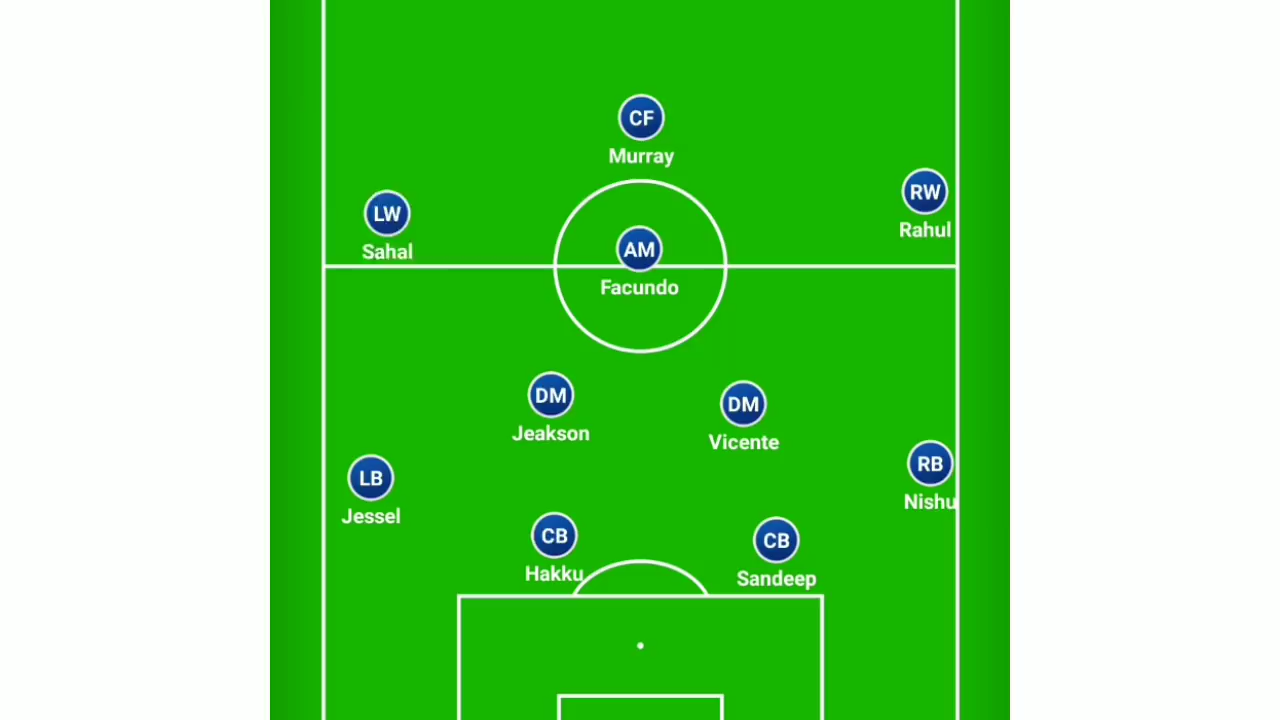 CF
Murray
RW
Rahul
LW
Sahal
AM
Facundo
DM
Jeakson
DM
Vicente
RB
Nishu
LB
Jessel
CB
Hakku
CB
Sandeep